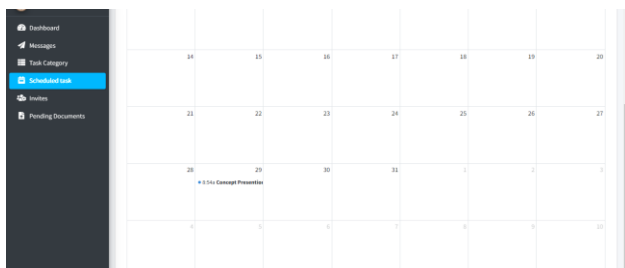 Dashboard
Messages
Task Category
Scheduled task
Invites
Pending Documents
14 15 16 17 18 19 20
21 22 23 24 25 26 27
28 29 30 31 1 2 3
Concept Presentation
4 5 6 7 8 9 10